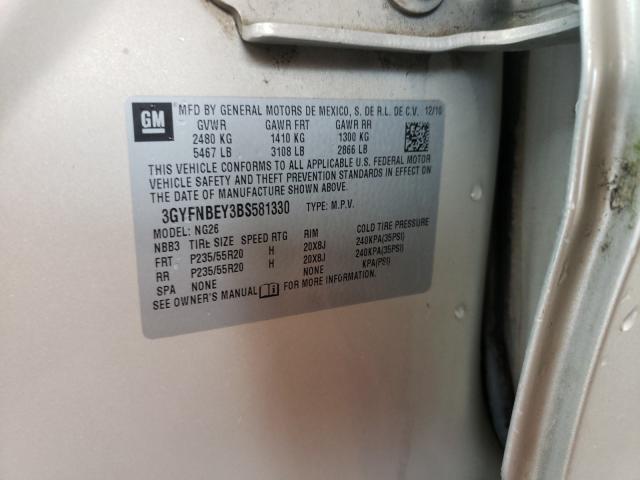 GM
MFD BY GENERAL MOTORS DE MEXICO, S. DE R.L. DE C.V. 12/10
GVWR GAWR FRT GAWR RR
2480 KG 1410 KG 1300 KG
5467 LB 3108 LB 2866 LB
THIS VEHICLE CONFORMS TO ALL APPLICABLE U.S. FEDERAL MOTOR
VEHICLE SAFETY AND THEFT PREVENTION STANDARDS IN EFFECT ON
THE DATE OF MANUFACTURE SHOWN ABOVE.
3GYFNBEY3BS581330 TYPE: M.P.V.
MODEL: NG26
NBB3 TIRE SIZE SPEED RTG RIM COLD TIRE PRESSURE
FRT P235/55R20 H 20X8J 240KPA(35PSI)
RR P235/55R20 H 20X8J 240KPA(35PSI)
SPA NONE NONE KPA(PSI)
SEE OWNER'S MANUAL FOR MORE INFORMATION.